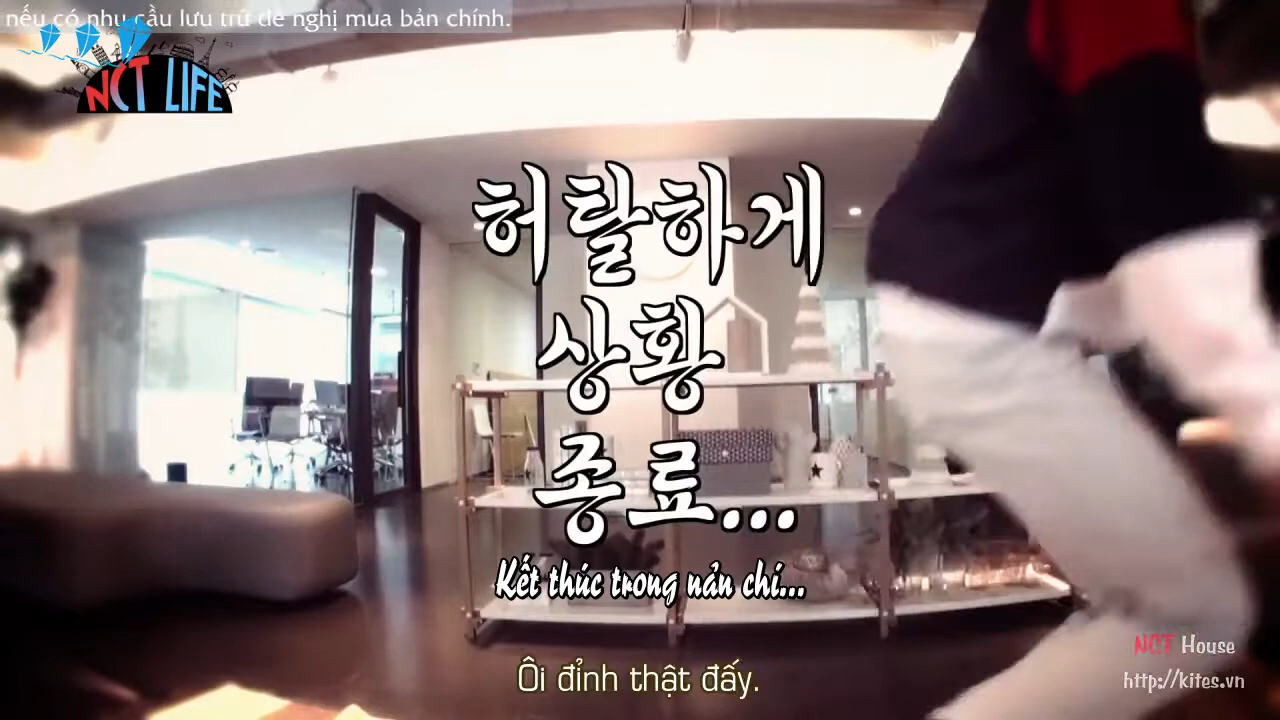 nếu có nhu cầu lưu trữ đề nghị mua bản chính.
NCT LIFE
허탈하게
상황
종료...
Kết thúc trong nản chí...
Ôi đỉnh thật đấy.
NCT House
http://kites.vn